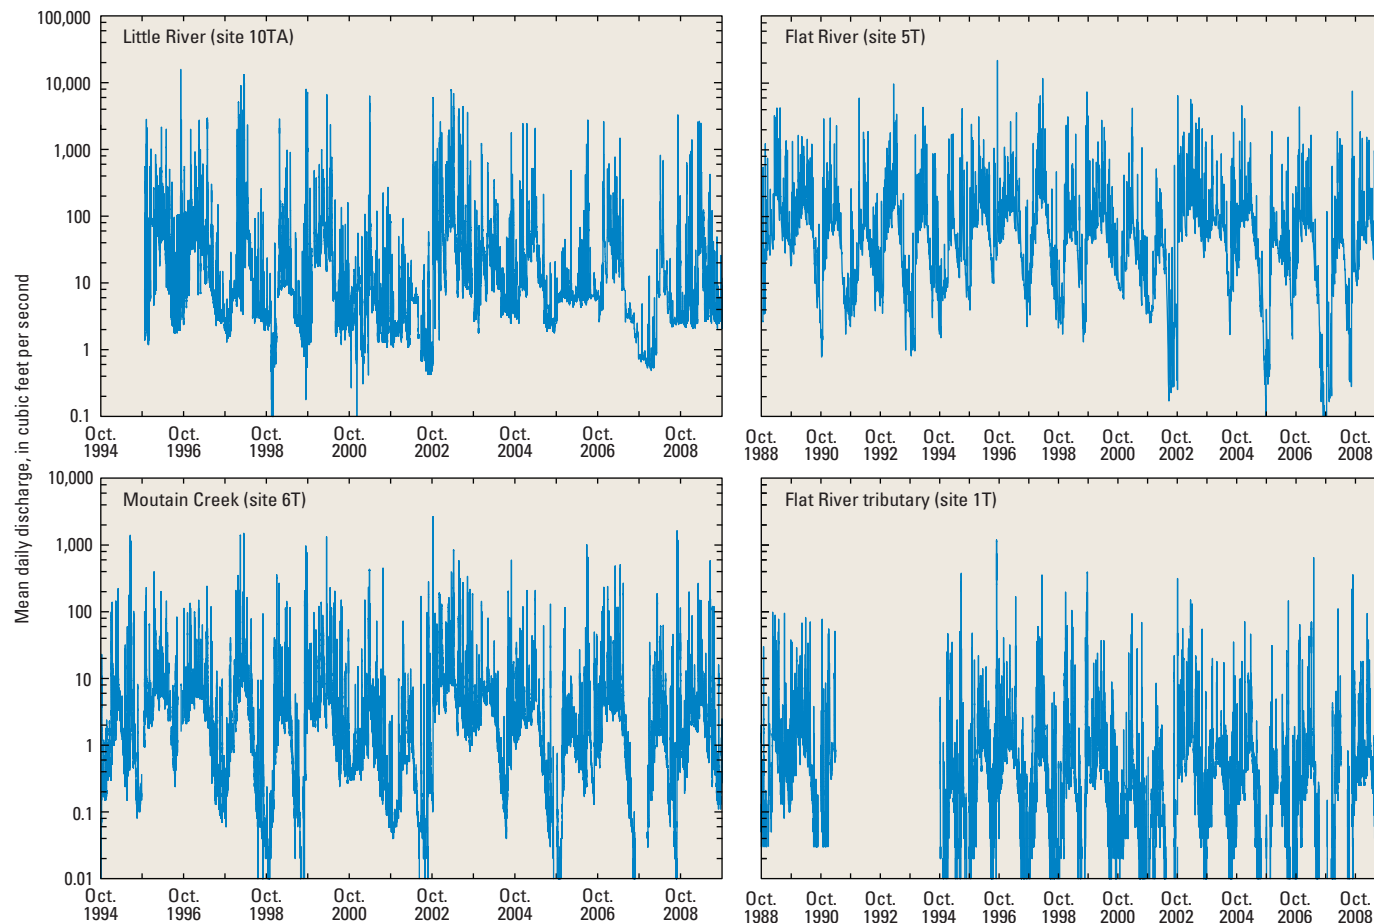 Mean daily discharge, in cubic feet per second
100,000
10,000
1,000
100
10
1
0.1
Little River (site 10TA)
Oct. Oct. Oct. Oct. Oct. Oct. Oct. Oct.
1994 1996 1998 2000 2002 2004 2006 2008
Flat River (site 5T)
Oct. Oct. Oct. Oct. Oct. Oct. Oct. Oct. Oct. Oct. Oct.
1988 1990 1992 1994 1996 1998 2000 2002 2004 2006 2008
10,000
1,000
100
10
1
0.1
0.01
Moutain Creek (site 6T)
Oct. Oct. Oct. Oct. Oct. Oct. Oct. Oct.
1994 1996 1998 2000 2002 2004 2006 2008
Flat River tributary (site 1T)
Oct. Oct. Oct. Oct. Oct. Oct. Oct. Oct. Oct. Oct. Oct.
1988 1990 1992 1994 1996 1998 2000 2002 2004 2006 2008